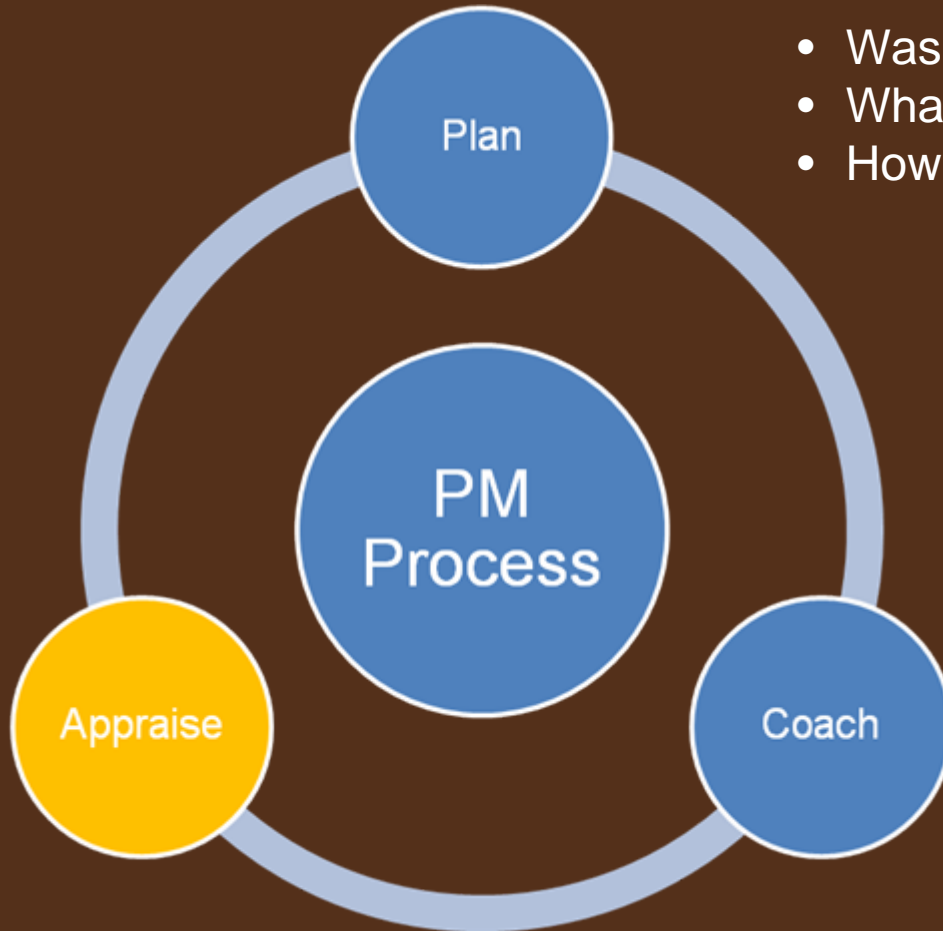 • Was
• Wha
• How
Plan
PM
Process
Appraise
Coach